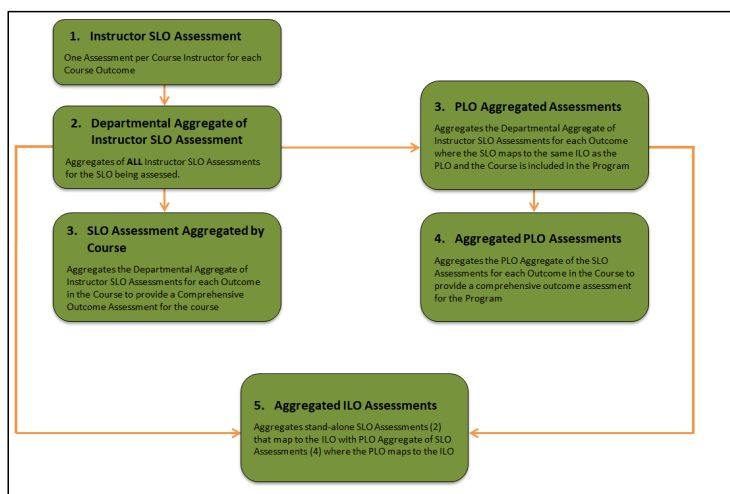 1. Instructor SLO Assessment
One Assessment per Course Instructor for each
Course Outcome
2. Departmental Aggregate of
Instructor SLO Assessment
Aggregates of ALL Instructor SLO Assessments
for the SLO being assessed.
3. SLO Assessment Aggregated by
Course
Aggregates the Departmental Aggregate of
Instructor SLO Assessments for each Outcome
in the Course to provide a Comprehensive
Outcome Assessment for the course
3. PLO Aggregated Assessments
Aggregates the Departmental Aggregate of
Instructor SLO Assessments for each Outcome
where the SLO maps to the same ILO as the
PLO and the Course is included in the Program
4. Aggregated PLO Assessments
Aggregates the PLO Aggregate of the SLO
Assessments for each Outcome in the Course to
provide a comprehensive outcome assessment
for the Program
5. Aggregated ILO Assessments
Aggregates stand-alone SLO Assessments (2)
that map to the ILO with PLO Aggregate of SLO
Assessments (4) where the PLO maps to the ILO